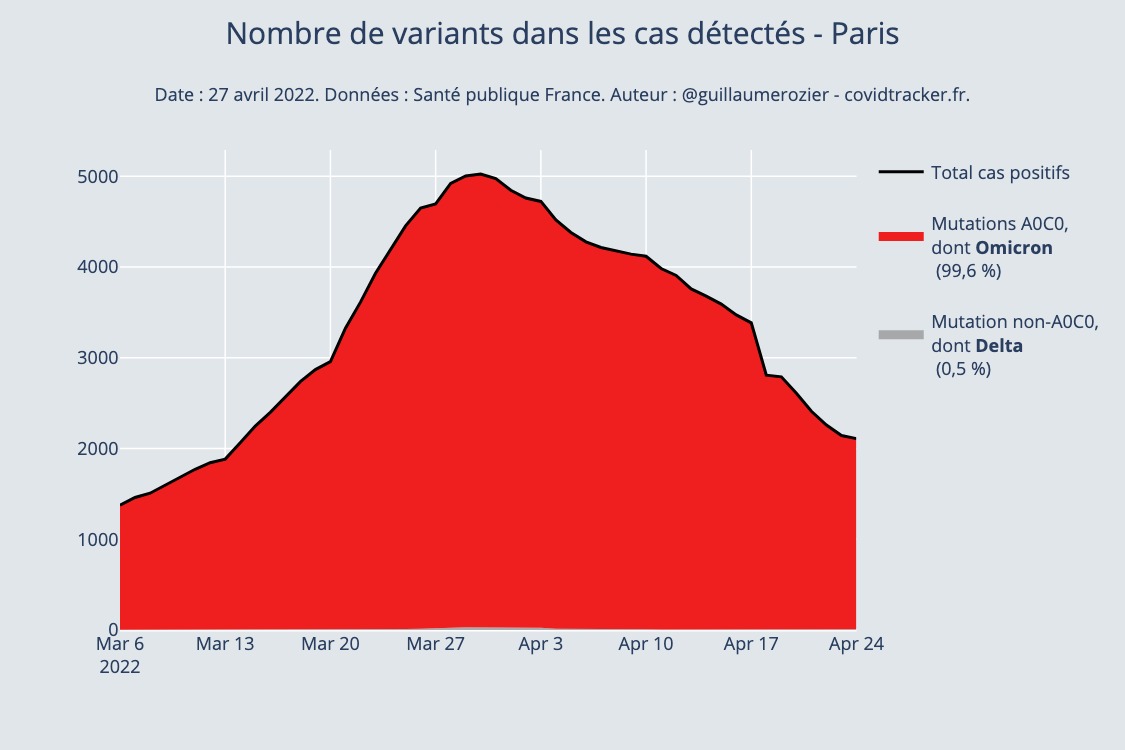 Nombre de variants dans les cas détectés - Paris
Date : 27 avril 2022. Données : Santé publique France. Auteur : @guillaumerozier - covidtracker.fr.
5000
4000
3000
2000
1000
0
Mar 6
2022
Mar 13
Mar 20
Mar 27
Apr 3
Apr 10
Apr 17
Apr 24
Total cas positifs
Mutations A0C0,
dont Omicron
(99,6 %)
Mutation non-A0C0,
dont Delta
(0,5 %)